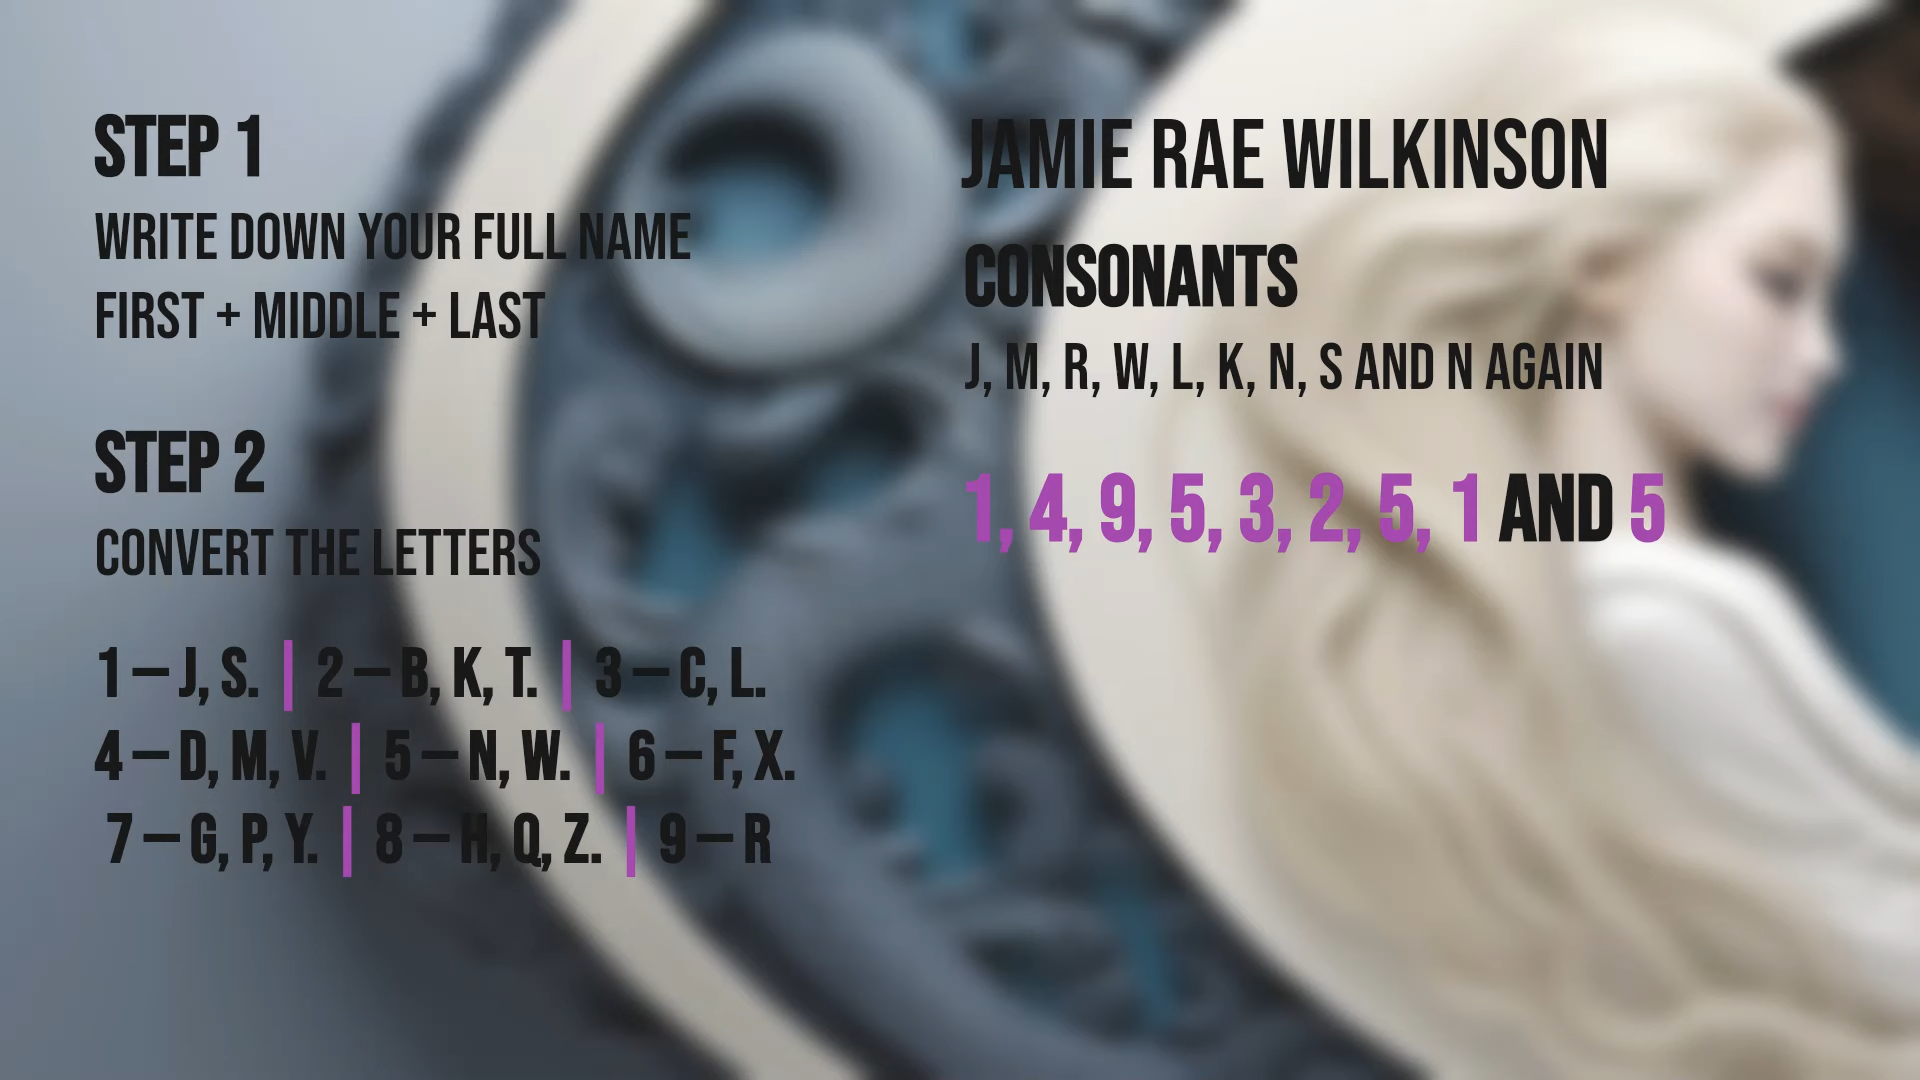 STEP 1
WRITE DOWN YOUR FULL NAME
FIRST + MIDDLE + LAST
STEP 2
CONVERT THE LETTERS
1 – J, S. | 2 – B, K, T. | 3 – C, L.
4 – D, M, V. | 5 – N, W. | 6 – F, X.
7 – G, P, Y. | 8 – H, Q, Z. | 9 – R
JAMIE RAE WILKINSON
CONSONANTS
J, M, R, W, L, K, N, S AND N AGAIN
1, 4, 9, 5, 3, 2, 5, 1 AND 5